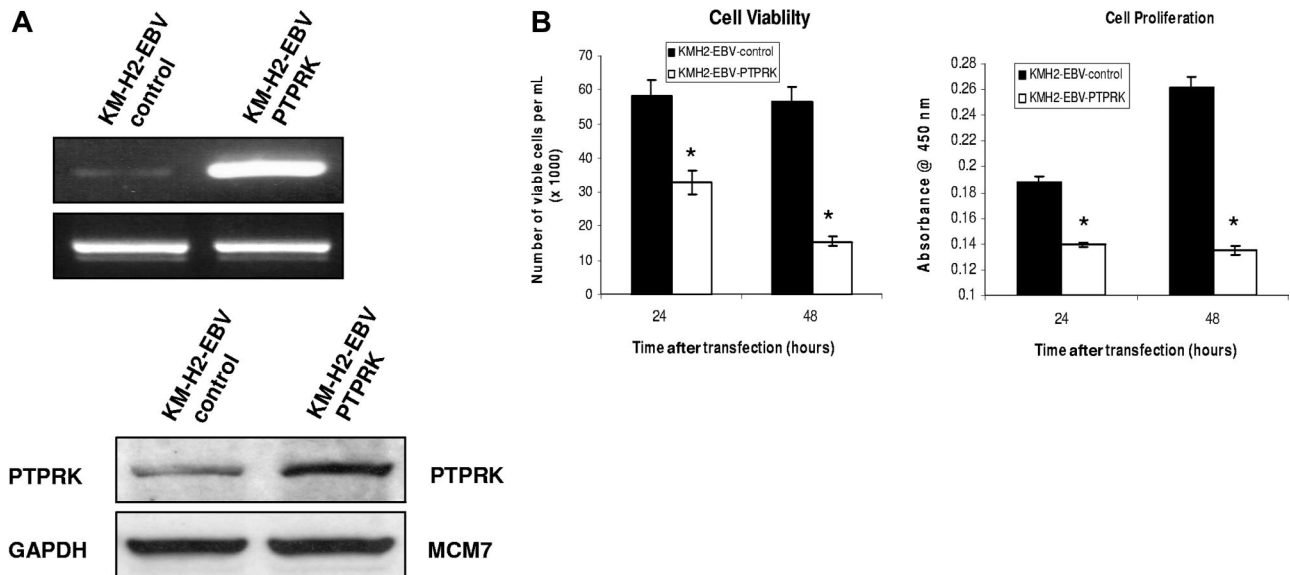 A
KM-H2-EBV
control
KM-H2-EBV
PTPRK
KM-H2-EBV
control
KM-H2-EBV
PTPRK
PTPRK
PTPRK
GAPDH
MCM7
B
Cell Viablilty
KMH2-EBV-control
KMH2-EBV-PTPRK
Number of viable cells per mL
(x 1000)
70
60
50
40
30
20
10
0
*
*
24
48
Time after transfection (hours)
Cell Proliferation
KMH2-EBV-control
KMH2-EBV-PTPRK
Absorbance @ 450 nm
0.28
0.26
0.24
0.22
0.2
0.18
0.16
0.14
0.12
0.1
*
*
24
48
Time after transfection (hours)